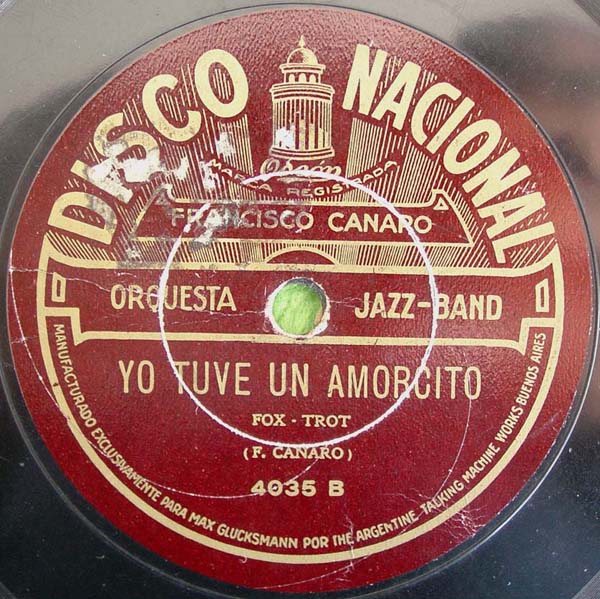 DISCO NACIONAL
Odeón
MARCA REGISTRADA
FRANCISCO CANARO
ORQUESTA JAZZ-BAND
YO TUVE UN AMORCITO
FOX - TROT
(F. CANARO)
4035 B
MANUFACTURADO EXCLUSIVAMENTE PARA MAX GLUCKSMANN POR THE ARGENTINE TALKING MACHINE WORKS BUENOS AIRES